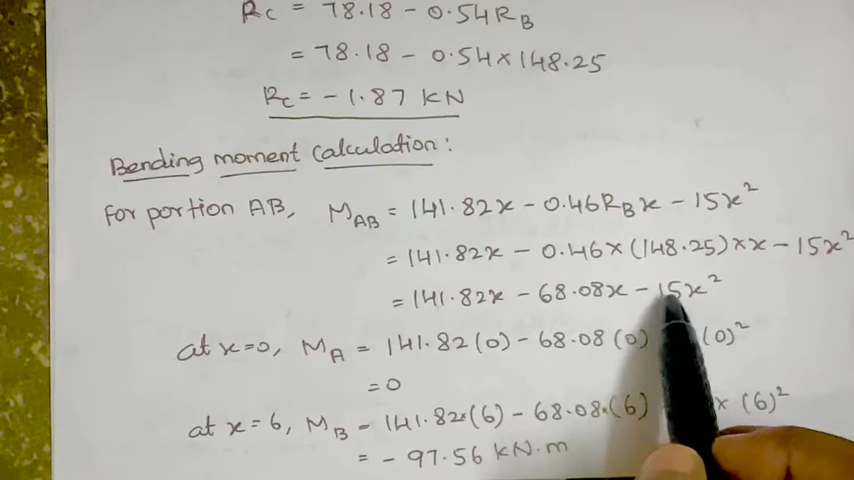 Rc = 78.18 - 0.54RB
= 78.18 - 0.54×148.25
Rc = -1.87 KN
Bending moment calculation:
For portion AB, MAB = 141.82x - 0.46RBx - 15x²
= 141.82x - 0.46×(148.25)×x - 15x²
= 141.82x - 68.08x - 15x²
at x=0, MA = 141.82(0) - 68.08(0) (0)²
= 0
at x=6, MB = 141.82×(6) - 68.08×(6) × (6)²
= - 97.56 KN.m